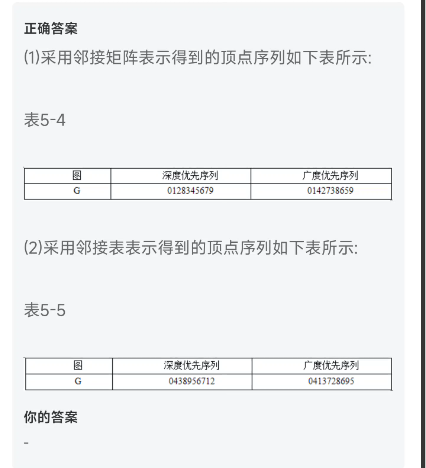 正确答案
(1)采用邻接矩阵表示得到的顶点序列如下表所示:
表5-4
图 深度优先序列 广度优先序列
G 0128345679 0142738659
(2)采用邻接表表示得到的顶点序列如下表所示:
表5-5
图 深度优先序列 广度优先序列
G 0438956712 0413728695
你的答案
-